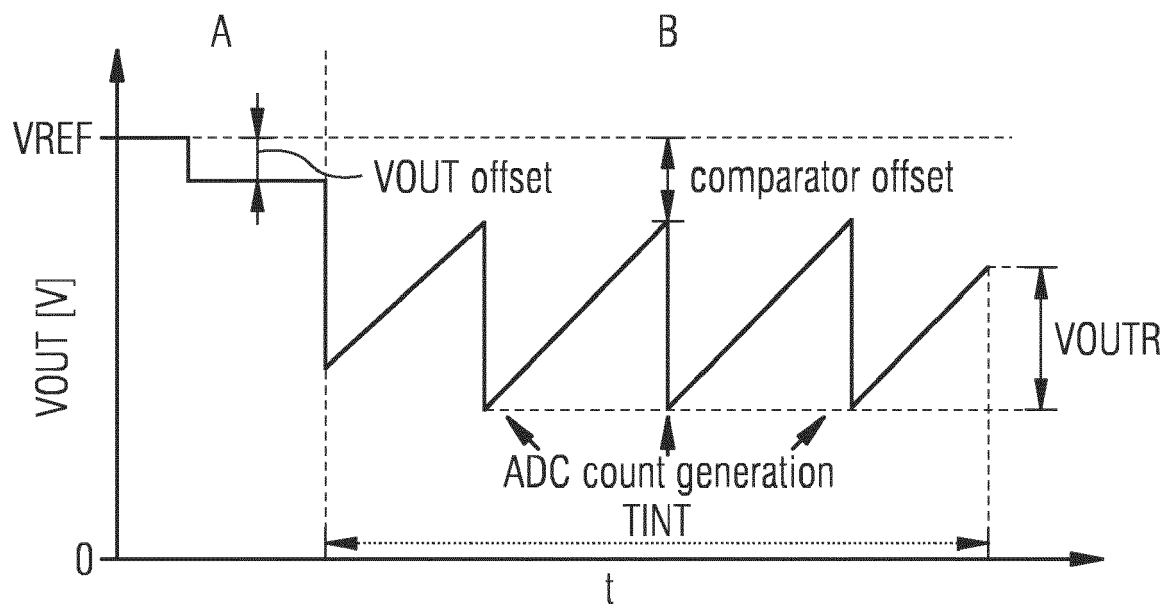 A
B
VREF
VOUT offset
comparator offset
VOUT [V]
VOUTR
ADC count generation
TINT
0
t